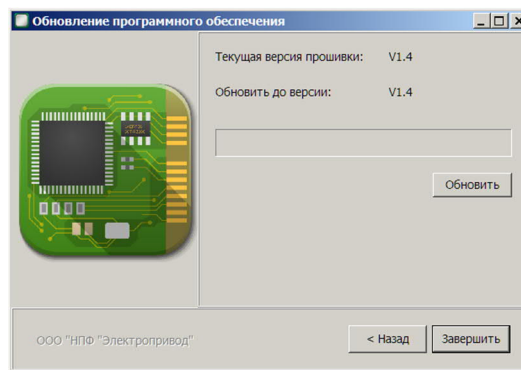 Обновление программного обеспечения
Текущая версия прошивки: V1.4
Обновить до версии: V1.4
Обновить
ООО "НПФ "Электропривод"
< Назад
Завершить